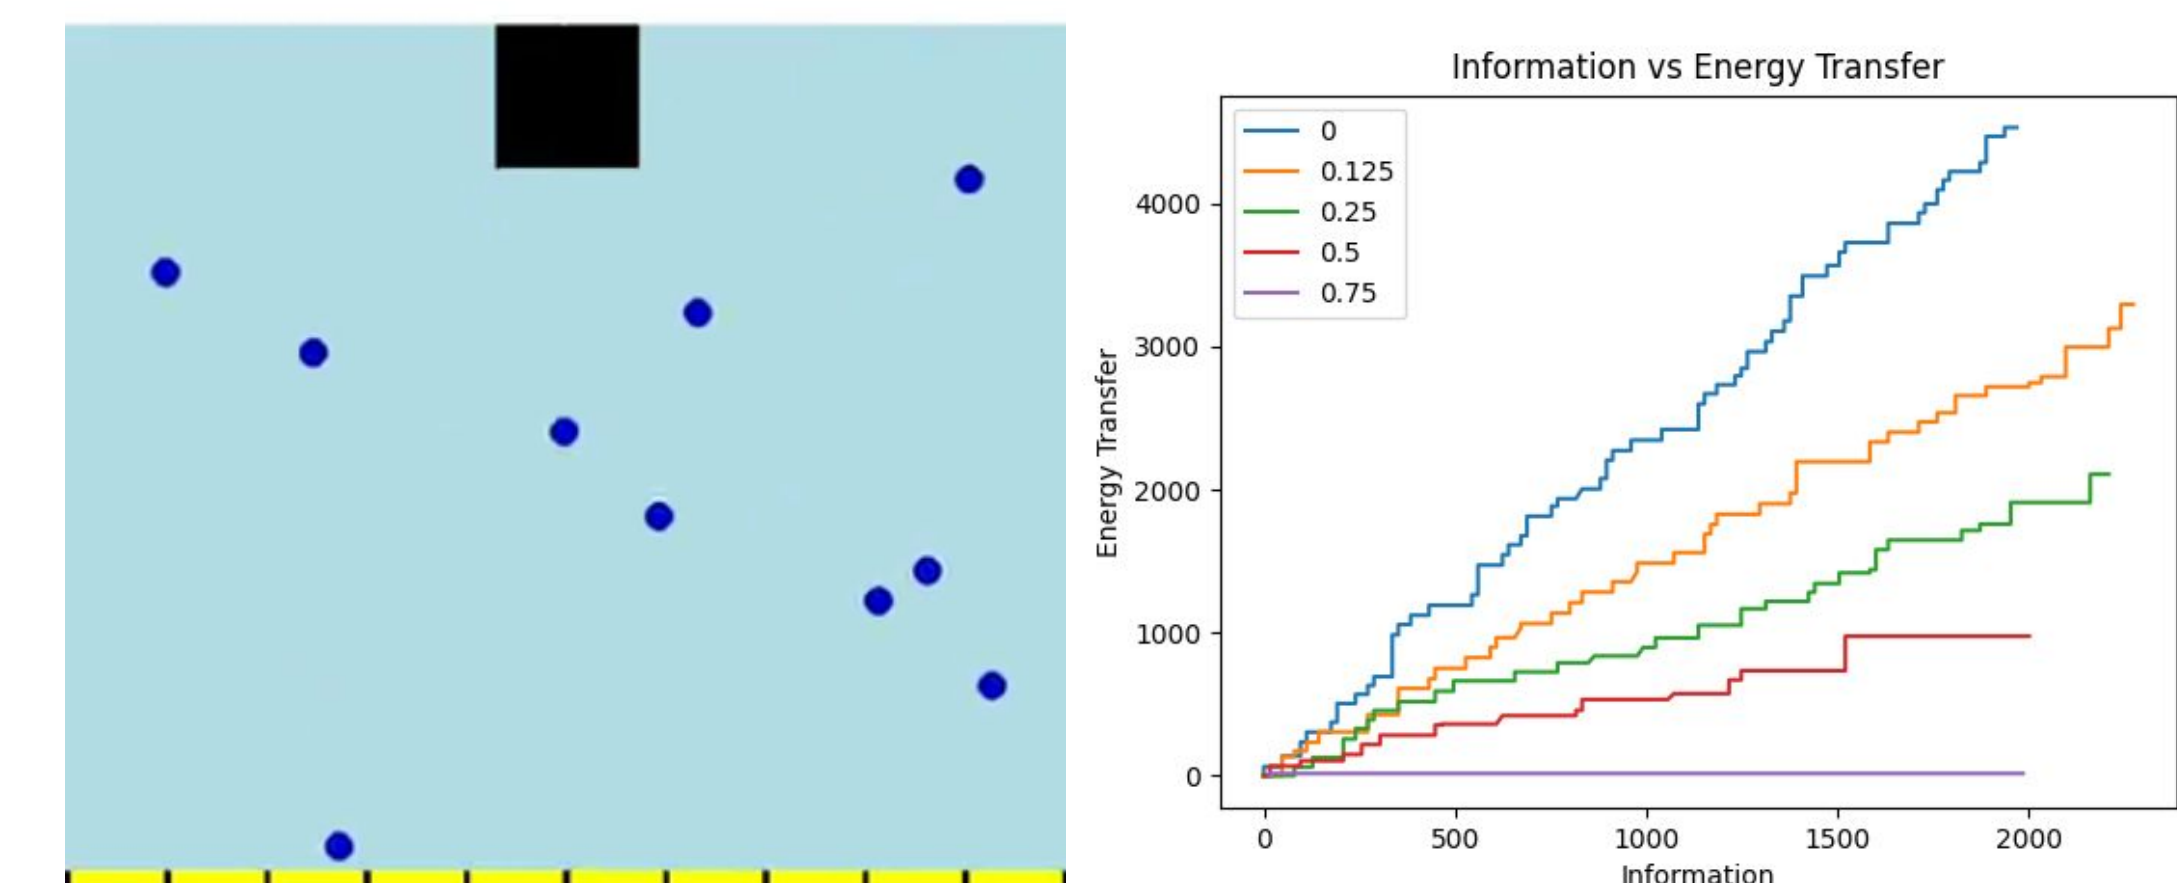 Information vs Energy Transfer
0
0.125
0.25
0.5
0.75
4000
3000
2000
1000
0
Energy Transfer
0 500 1000 1500 2000
Information